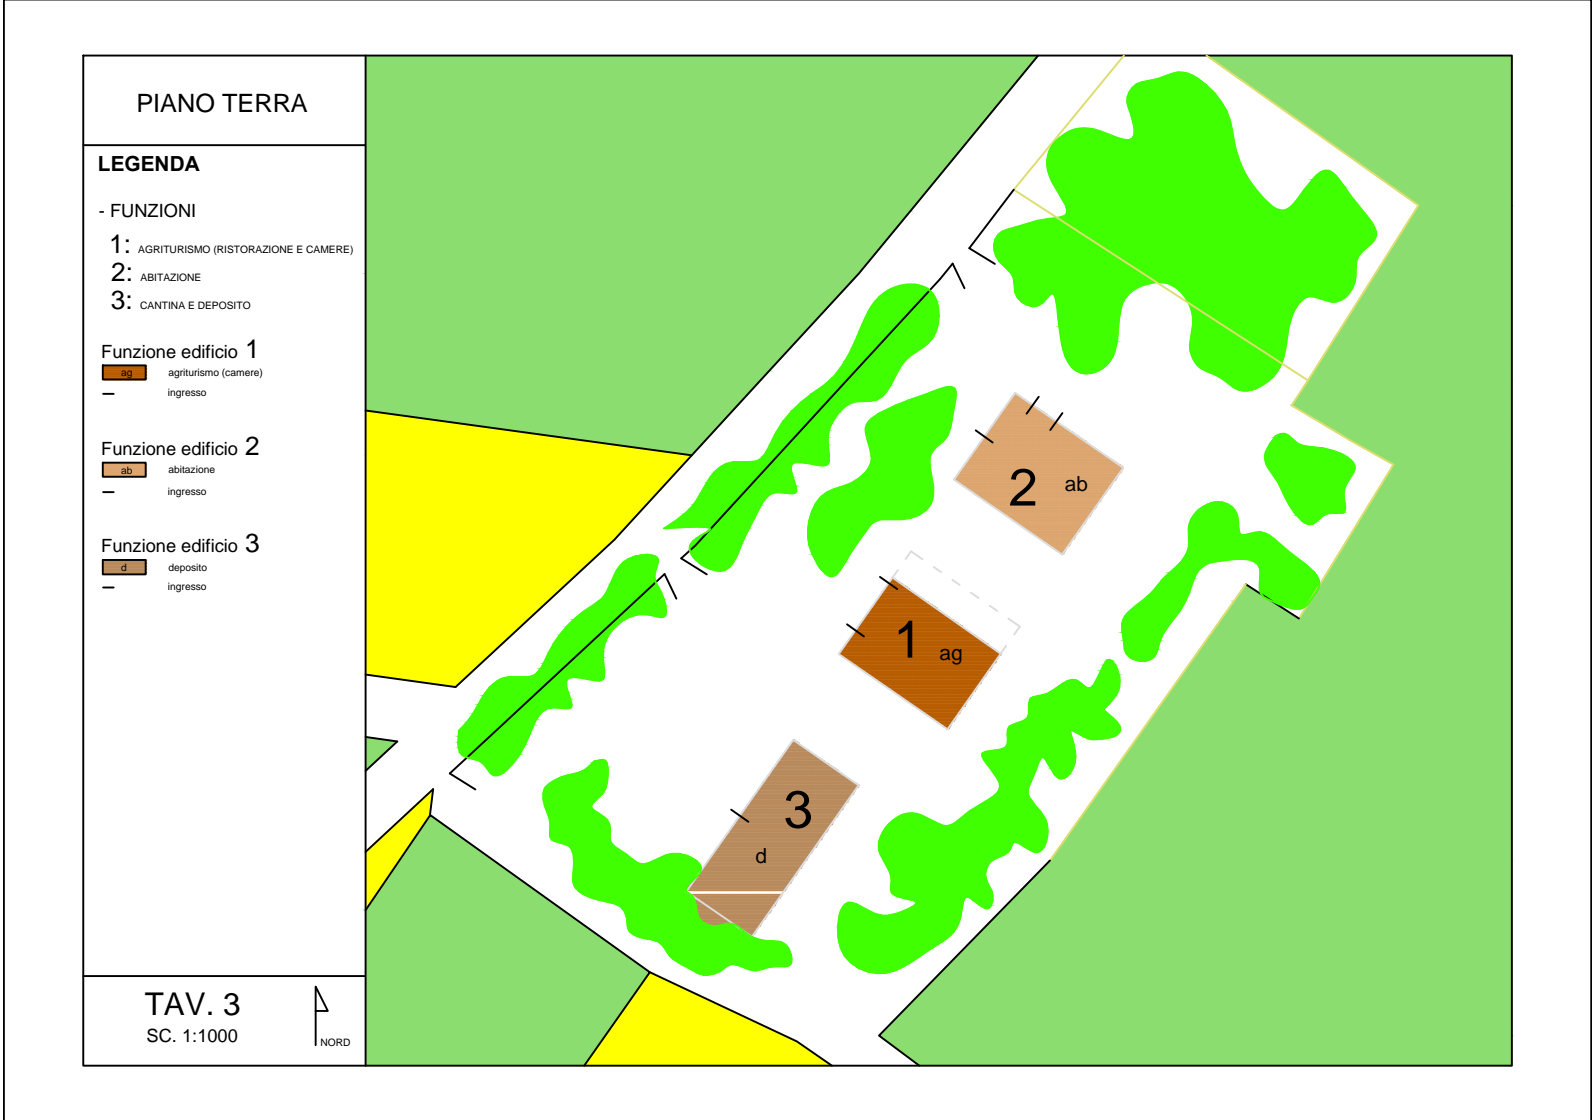 PIANO TERRA
LEGENDA
- FUNZIONI
1: AGRITURISMO (RISTORAZIONE E CAMERE)
2: ABITAZIONE
3: CANTINA E DEPOSITO
Funzione edificio 1
ag agriturismo (camere)
ingresso
Funzione edificio 2
ab abitazione
ingresso
Funzione edificio 3
d deposito
ingresso
TAV. 3
SC. 1:1000
NORD
2 ab
1 ag
3
d